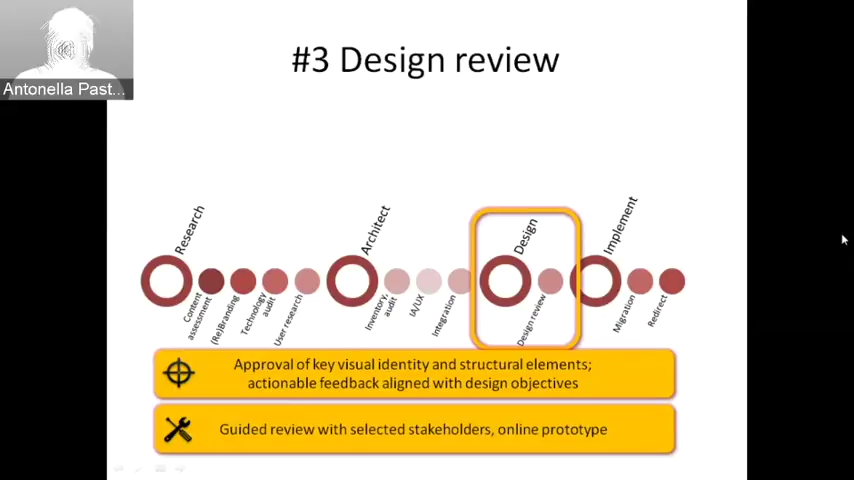 Antonella Past...
#3 Design review
Research
Content
assessment
(Re)Branding
Technology
audit
User research
Architect
Inventory,
audit
IA/UX
Integration
Design
Design review
Implement
Migration
Redirect
Approval of key visual identity and structural elements;
actionable feedback aligned with design objectives
Guided review with selected stakeholders, online prototype